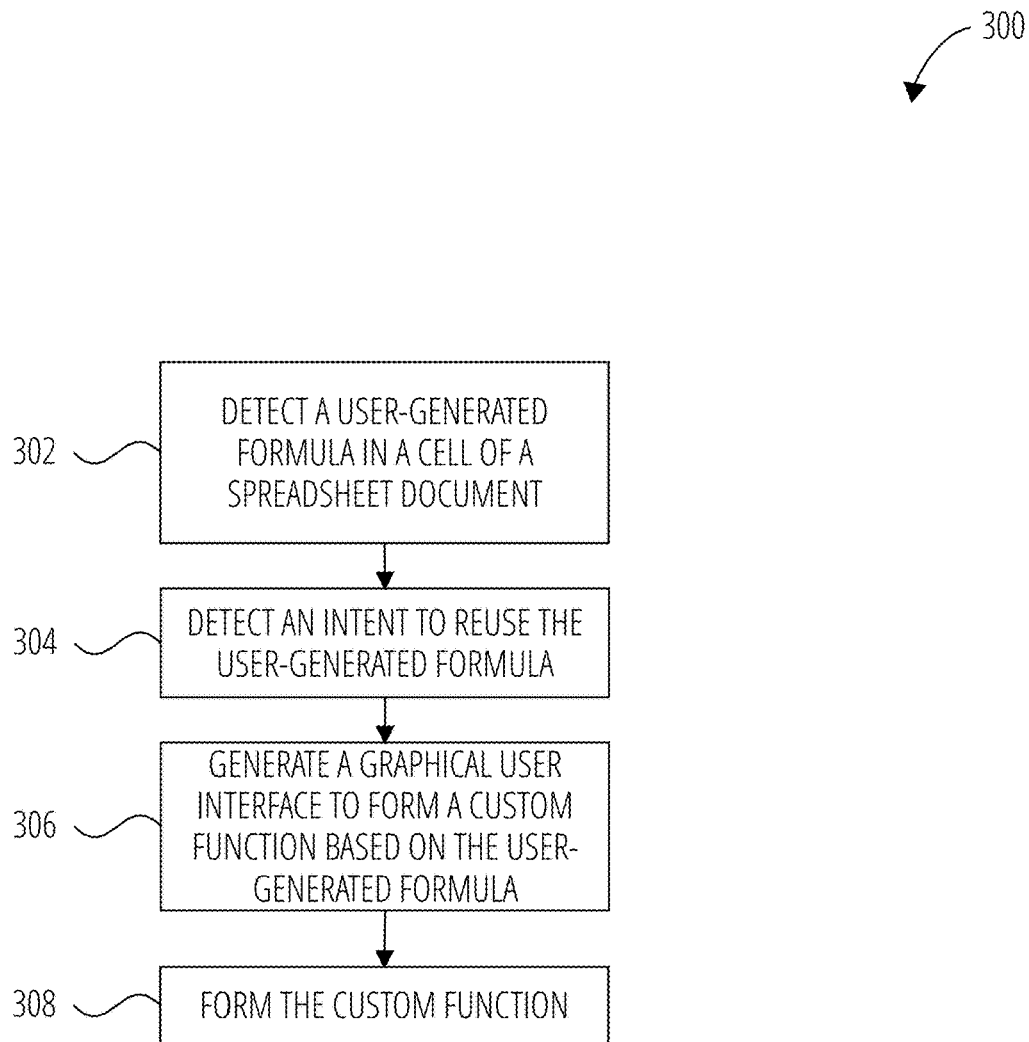 300
302
DETECT A USER-GENERATED
FORMULA IN A CELL OF A
SPREADSHEET DOCUMENT
304
DETECT AN INTENT TO REUSE THE
USER-GENERATED FORMULA
306
GENERATE A GRAPHICAL USER
INTERFACE TO FORM A CUSTOM
FUNCTION BASED ON THE USER-
GENERATED FORMULA
308
FORM THE CUSTOM FUNCTION